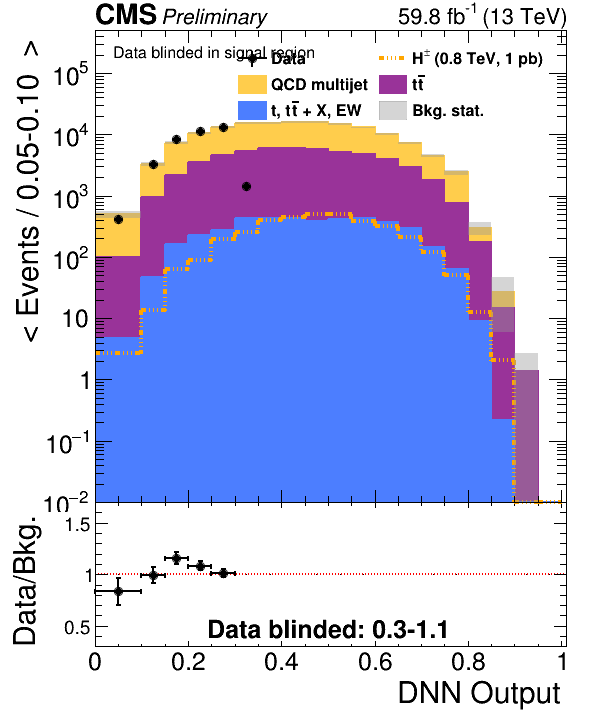 CMS Preliminary 59.8 fb⁻¹ (13 TeV)
Data blinded in signal region
Data
H± (0.8 TeV, 1 pb)
QCD multijet
tt̄
t, tt̄ + X, EW
Bkg. stat.
< Events / 0.05-0.10 >
10⁵
10⁴
10³
10²
10
1
10⁻¹
10⁻²
Data/Bkg.
1.5
1
0.5
Data blinded: 0.3-1.1
0 0.2 0.4 0.6 0.8 1
DNN Output